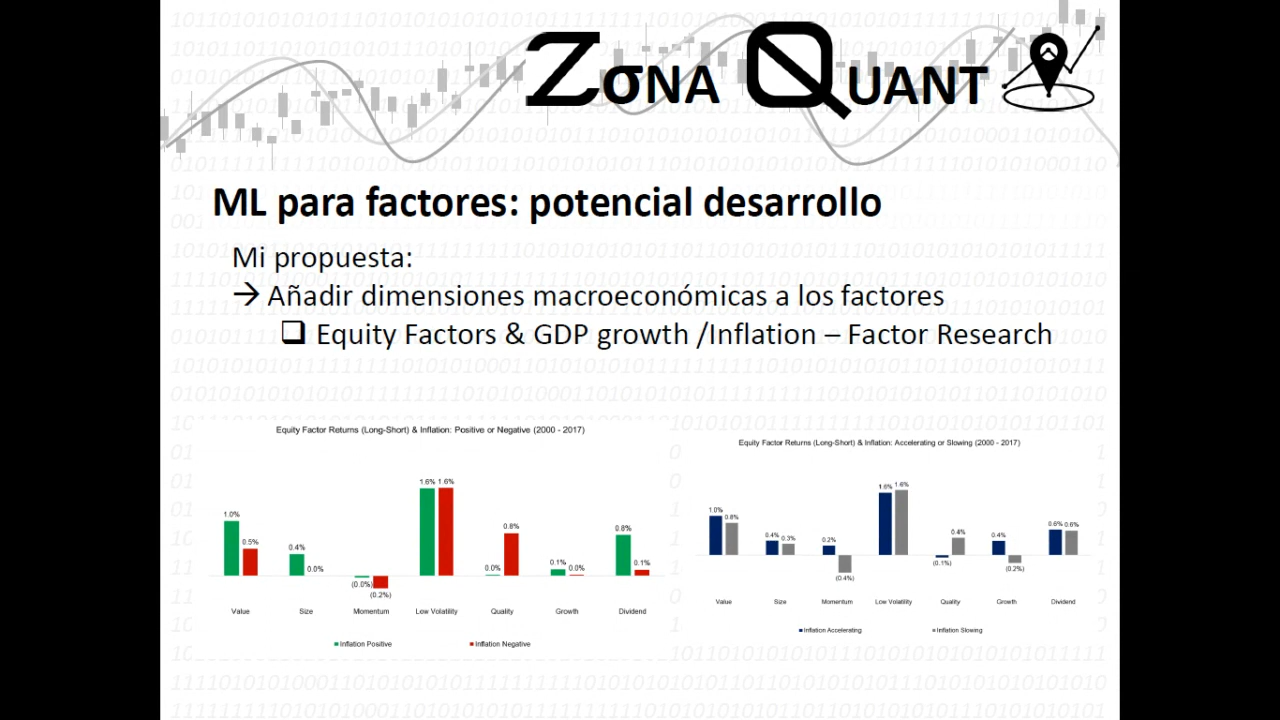 ZσNA QUANT
ML para factores: potencial desarrollo
Mi propuesta:
→ Añadir dimensiones macroeconómicas a los factores
❑ Equity Factors & GDP growth /Inflation – Factor Research
Equity Factor Returns (Long-Short) & Inflation: Positive or Negative (2000 - 2017)
1.0% 0.5% 0.4% 0.0% (0.0%) (0.2%) 1.6% 1.6% 0.0% 0.8% 0.1% 0.0% 0.8% 0.1%
Value Size Momentum Low Volatility Quality Growth Dividend
Inflation Positive Inflation Negative
Equity Factor Returns (Long-Short) & Inflation: Accelerating or Slowing (2000 - 2017)
1.0% 0.8% 0.4% 0.3% 0.2% (0.4%) 1.6% 1.6% (0.1%) 0.4% 0.4% (0.2%) 0.6% 0.6%
Value Size Momentum Low Volatility Quality Growth Dividend
Inflation Accelerating Inflation Slowing